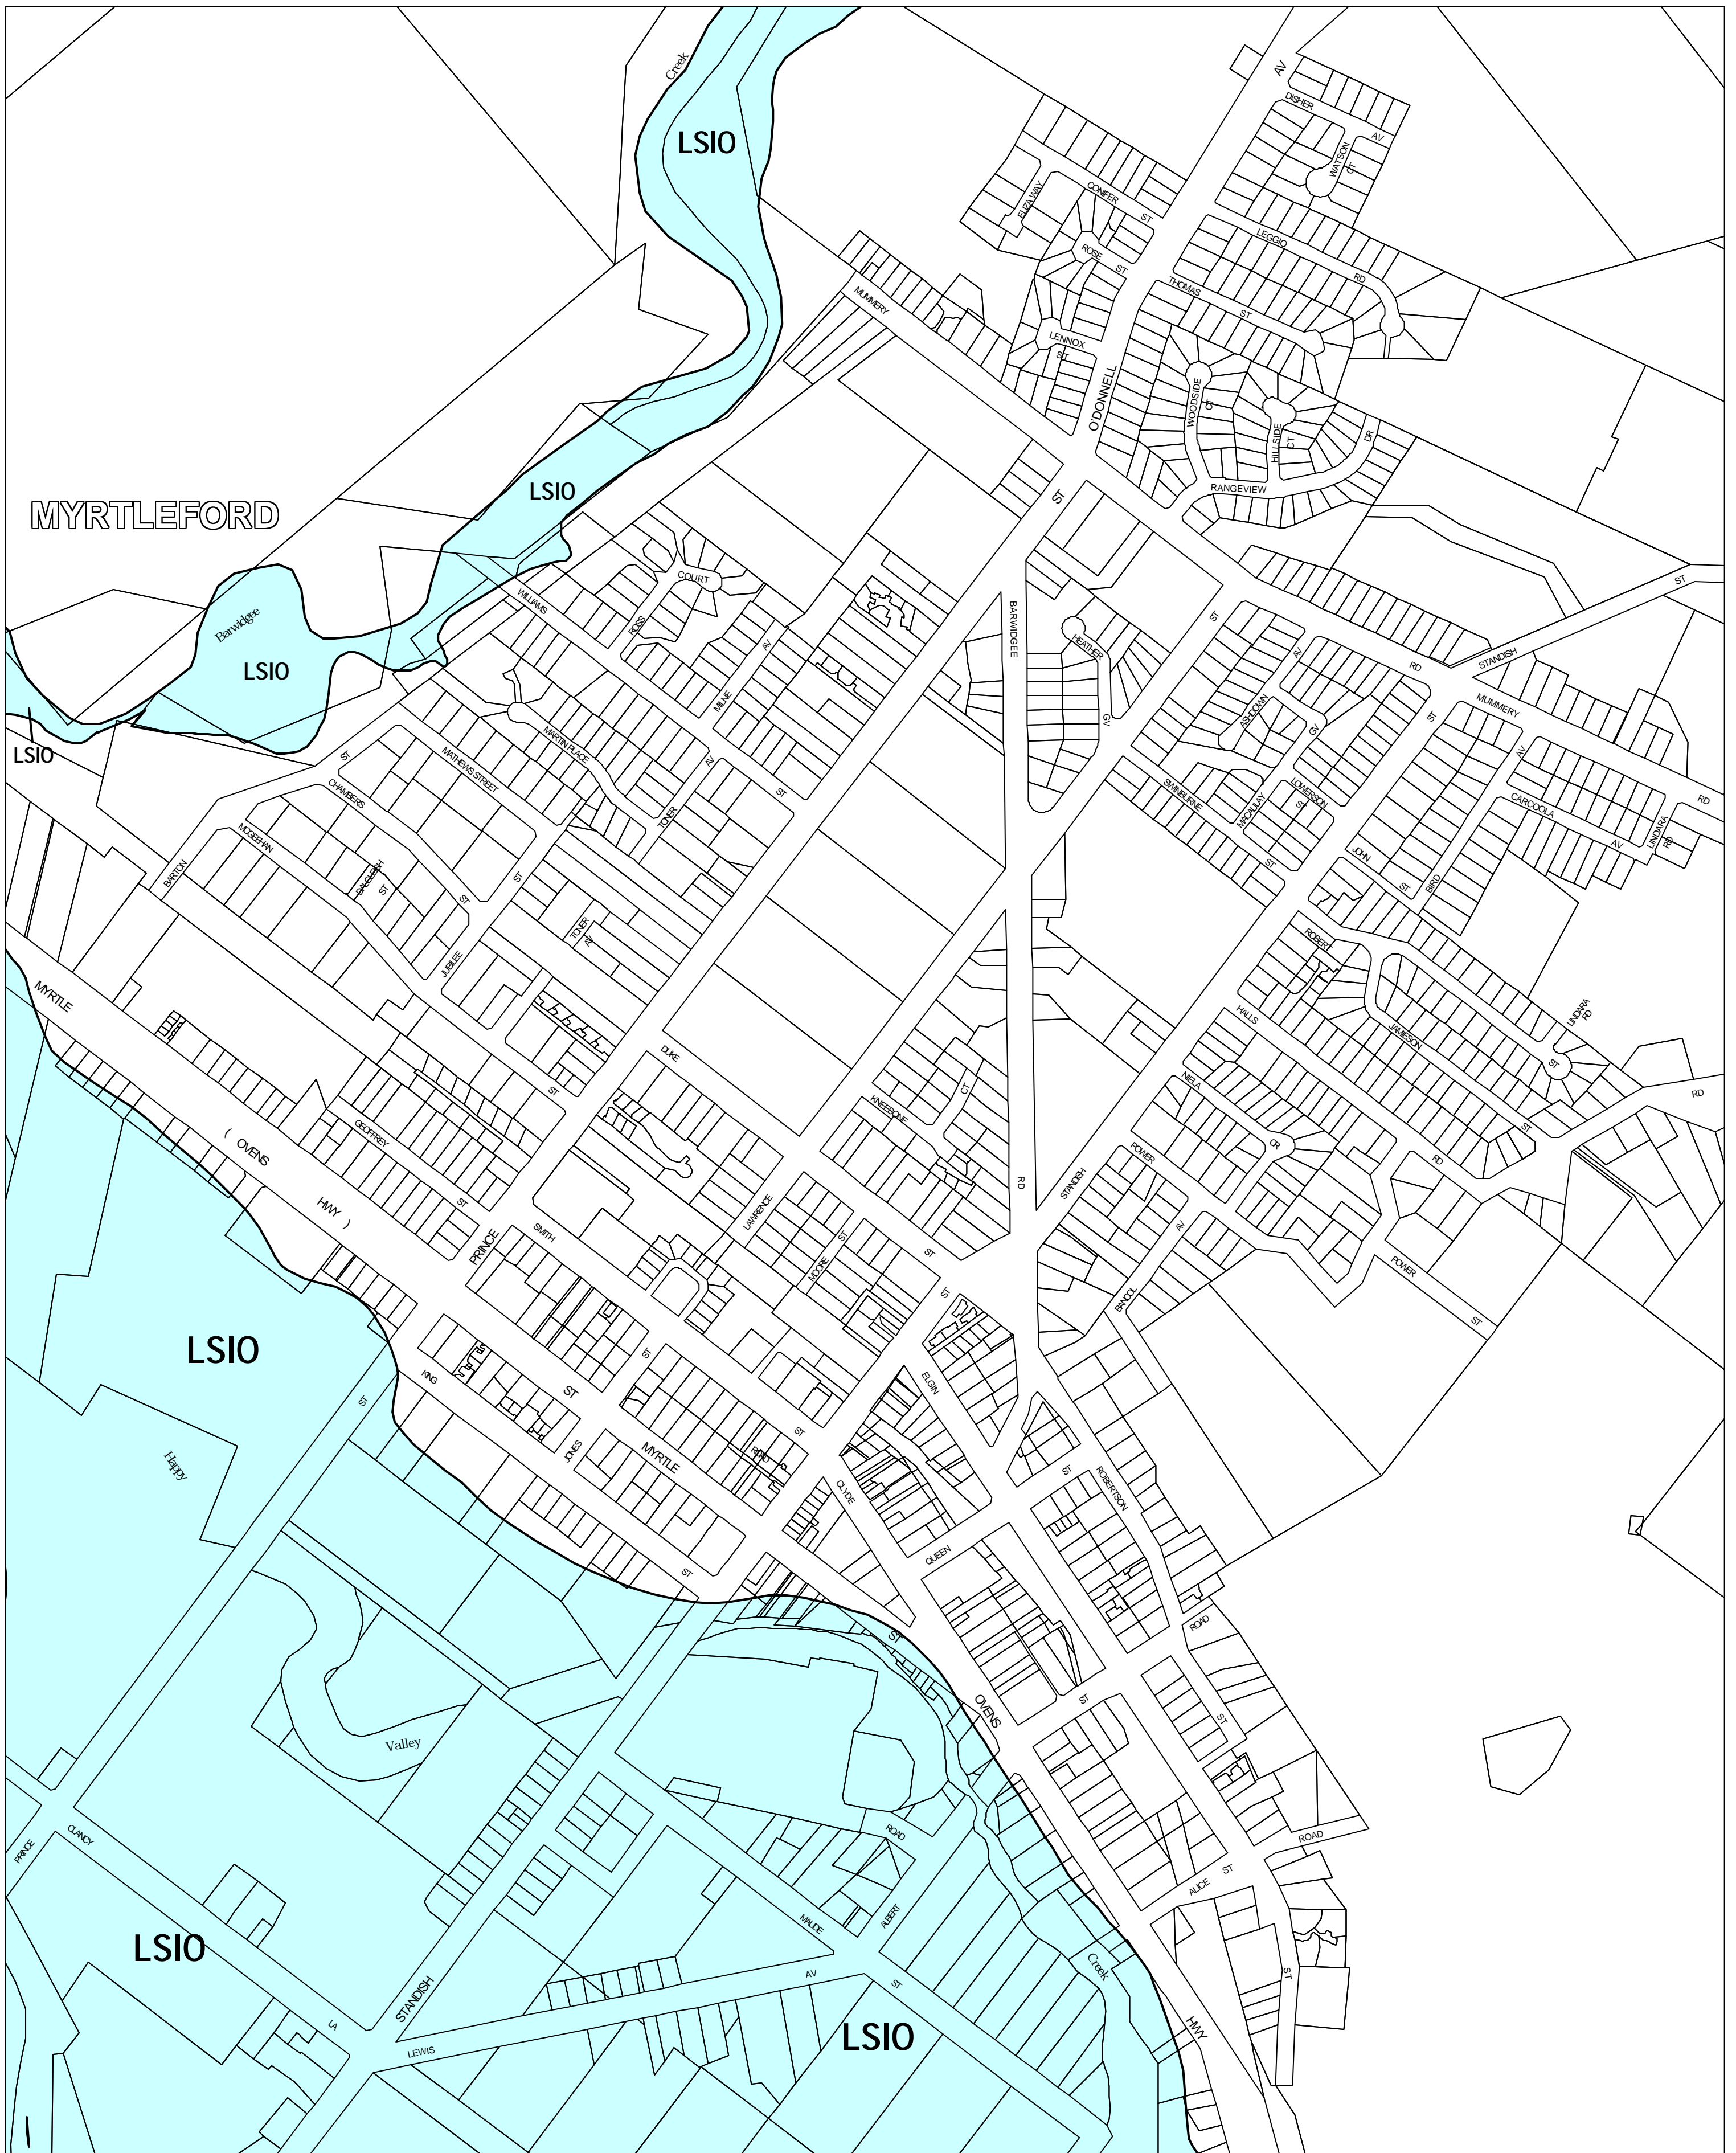 Creek
LSIO
AV
DISHER
AV
WATSON
CT
CONIFER
ST
ELIZA WAY
ROSE
ST
LEGGIO
RD
THOMAS
ST
MUMMERY
LENNOX
ST
O'DONNELL
WOODSIDE
CT
HILLSIDE
CT
DR
RANGEVIEW
LSIO
ST
MYRTLEFORD
COURT
ROSS
WILLIAMS
Barwidgee
LSIO
LSIO
BARWIDGEE
HEATHER
GV
ST
AV
MILNE
RD
STANDISH
ST
MUMMERY
ASHDOWN
AV
GV
ST
AV
MARTIN PLACE
MATHEWS STREET
ST
CHAMBERS
AV
TONER
ST
SWINBURNE
MACAULAY
LOWERSON
ST
ST
CARCOOLA
AV
LINDARA
RD
RD
JOHN
ST
BIRD
MCGEEHAN
BARTON
DALGLEISH
ST
ST
ST
TONER
AV
JUBILEE
ROBERT
LINDARA
RD
JAMIESON
ST
ST
HALLS
RD
RD
MYRTLE
DUKE
ST
GEOFFREY
ST
KNEEBONE
CT
NIELA
CR
POWER
STANDISH
RD
AV
BANOOL
POWER
ST
( OVENS
HWY )
PRINCE
SMITH
LAWRENCE
MOORE
ST
ST
ST
LSIO
KING
ST
ST
ST
JONES
MYRTLE
ROAD
ST
ELGIN
CLYDE
ST
ROBERTSON
QUEEN
Happy
ST
ST
OVENS
ROAD
ST
ST
Valley
PRINCE
CLANCY
ROAD
ROAD
ALICE
ST
MAUDE
ALBERT
LSIO
STANDISH
LA
AV
ST
Creek
ST
LEWIS
LSIO
HWY